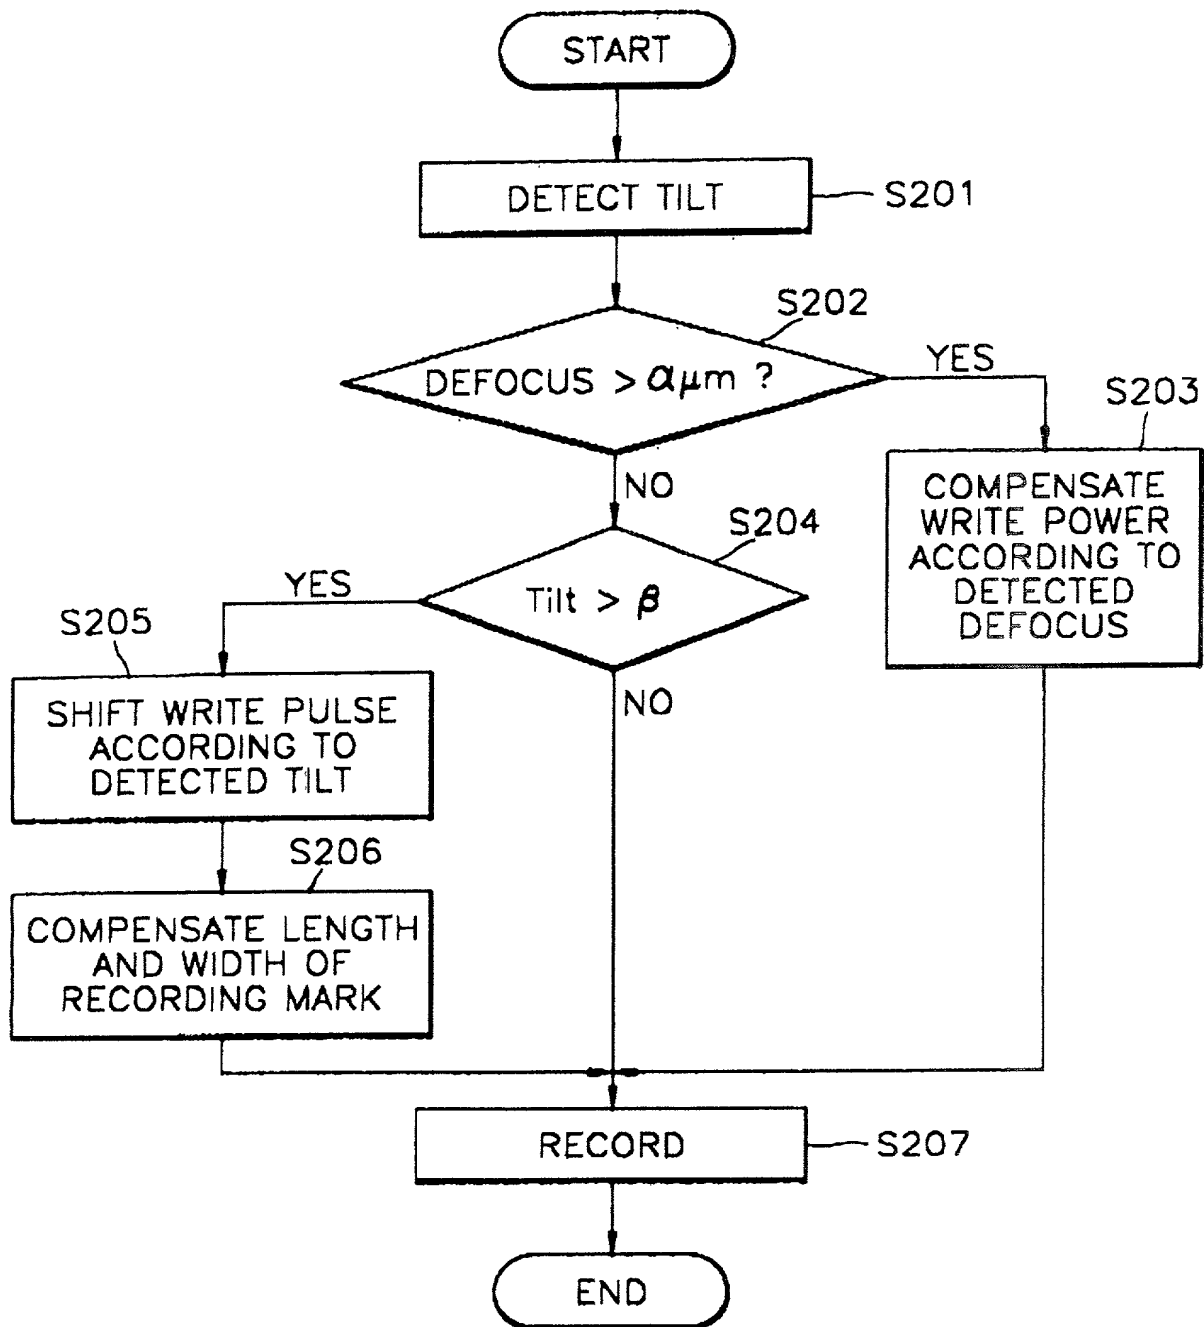 START
DETECT TILT
S201
S202
DEFOCUS > αμm ?
YES
S203
COMPENSATE
WRITE POWER
ACCORDING TO
DETECTED
DEFOCUS
NO
S204
Tilt > β
YES
S205
NO
SHIFT WRITE PULSE
ACCORDING TO
DETECTED TILT
S206
COMPENSATE LENGTH
AND WIDTH OF
RECORDING MARK
RECORD
S207
END